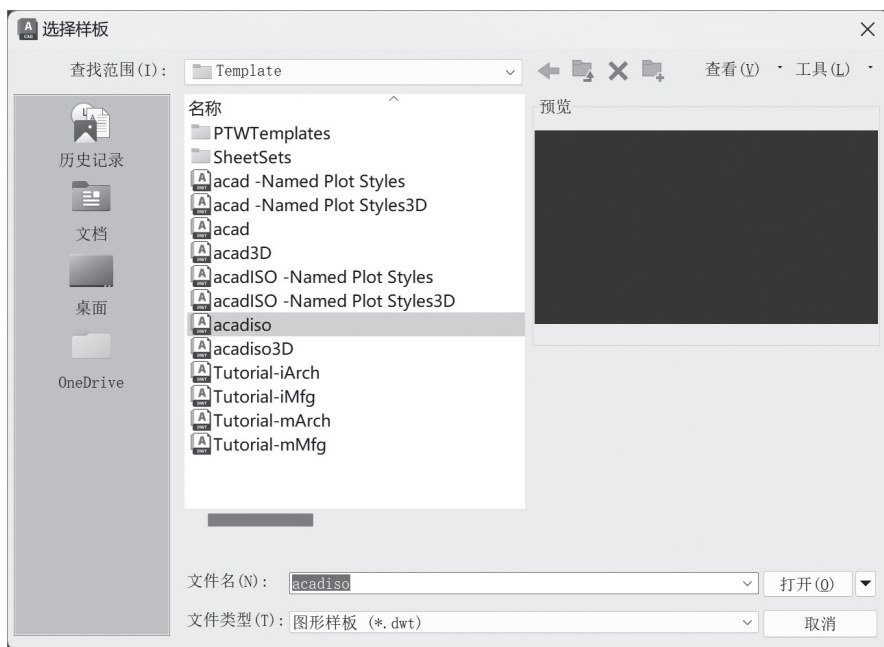 选择样板
查找范围(I): Template 查看(V) 工具(L)
历史记录
文档
桌面
OneDrive
名称
PTWTemplates
SheetSets
acad -Named Plot Styles
acad -Named Plot Styles3D
acad
acad3D
acadISO -Named Plot Styles
acadISO -Named Plot Styles3D
acadiso
acadiso3D
Tutorial-iArch
Tutorial-iMfg
Tutorial-mArch
Tutorial-mMfg
预览
文件名(N): acadiso 打开(O)
文件类型(T): 图形样板 (*.dwt) 取消